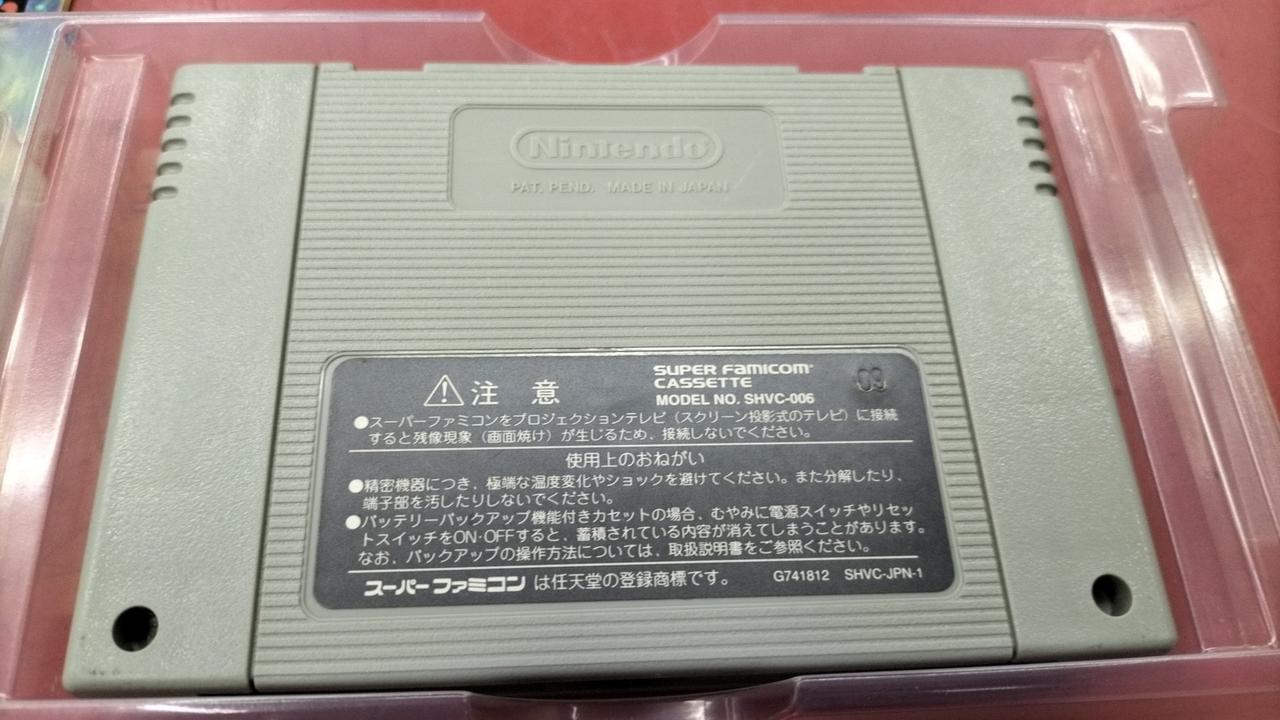 Nintendo
PAT. PEND. MADE IN JAPAN
⚠注 意
SUPER FAMICOM
CASSETTE
MODEL NO. SHVC-006
09
●スーパーファミコンをプロジェクションテレビ（スクリーン投影式のテレビ）に接続
すると残像現象（画面焼け）が生じるため、接続しないでください。
使用上のおねがい
●精密機器につき、極端な温度変化やショックを避けてください。また分解したり、
端子部を汚したりしないでください。
●バッテリーバックアップ機能付きカセットの場合、むやみに電源スイッチやリセッ
トスイッチをON·OFFすると、蓄積されている内容が消えてしまうことがあります。
なお、バックアップの操作方法については、取扱説明書をご参照ください。
スーパーファミコン は任天堂の登録商標です。
G741812 SHVC-JPN-1